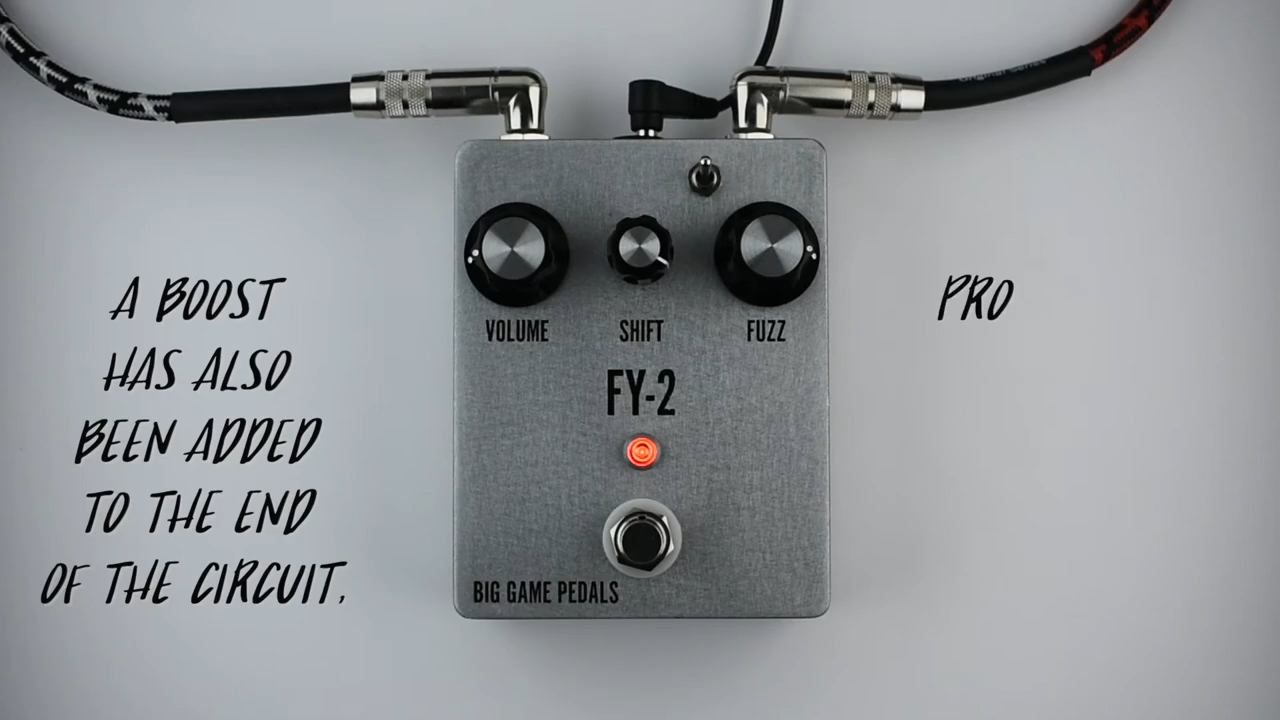 A BOOST
HAS ALSO
BEEN ADDED
TO THE END
OF THE CIRCUIT,
PRO
VOLUME
SHIFT
FUZZ
FY-2
BIG GAME PEDALS